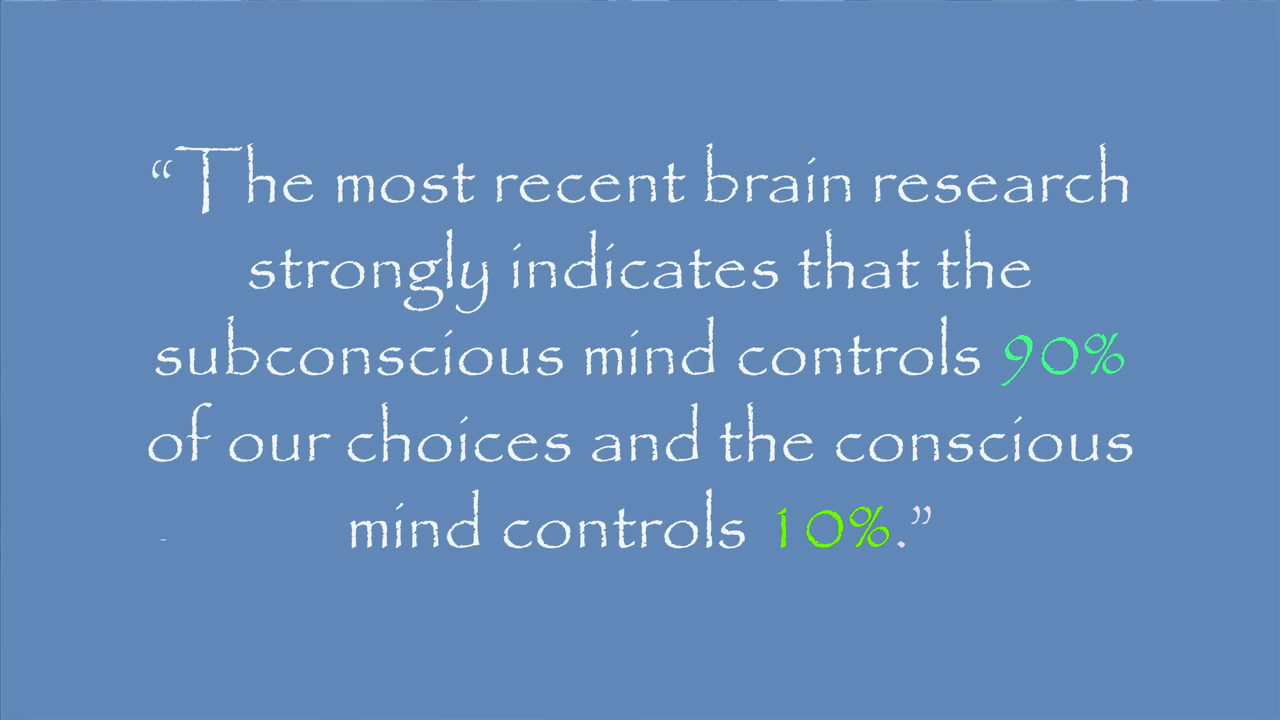 “The most recent brain research
strongly indicates that the
subconscious mind controls 90%
of our choices and the conscious
mind controls 10%.”